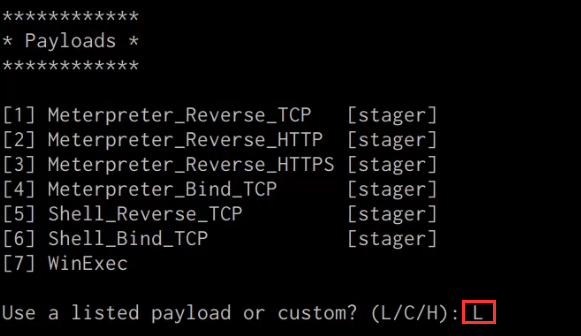 ************
* Payloads *
************
[1] Meterpreter_Reverse_TCP [stager]
[2] Meterpreter_Reverse_HTTP [stager]
[3] Meterpreter_Reverse_HTTPS [stager]
[4] Meterpreter_Bind_TCP [stager]
[5] Shell_Reverse_TCP [stager]
[6] Shell_Bind_TCP [stager]
[7] WinExec
Use a listed payload or custom? (L/C/H): L